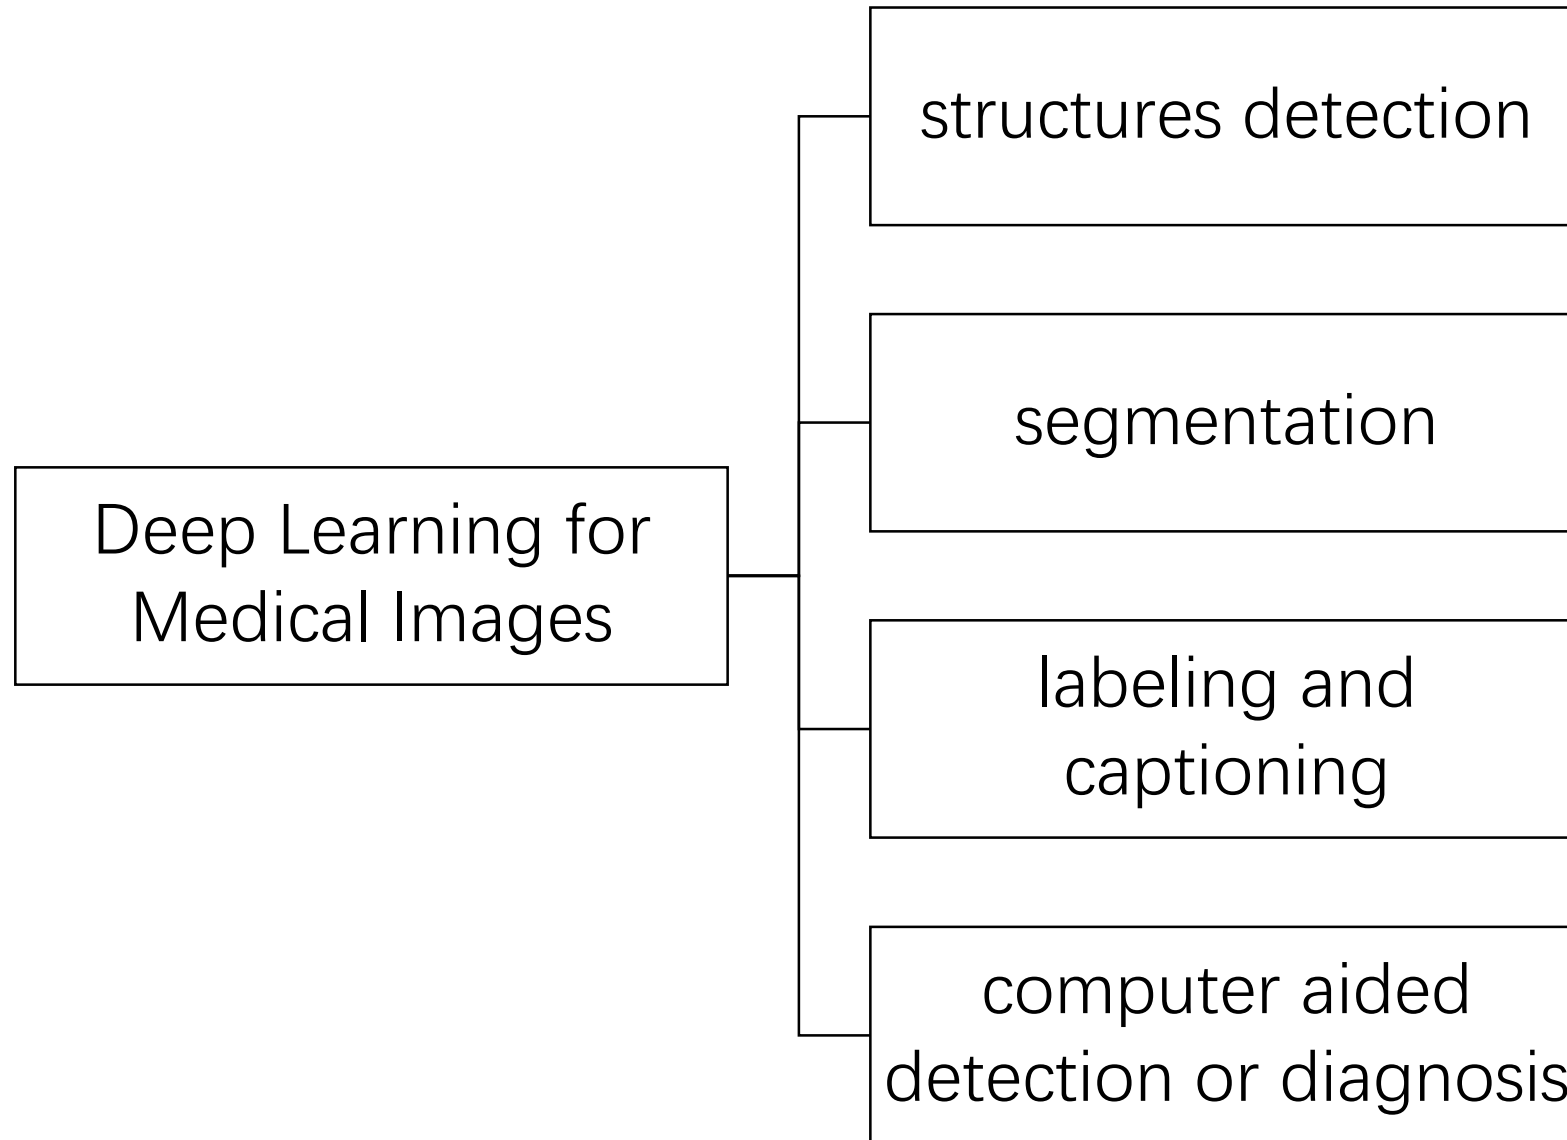 Deep Learning for
Medical Images
structures detection
segmentation
labeling and
captioning
computer aided
detection or diagnosis